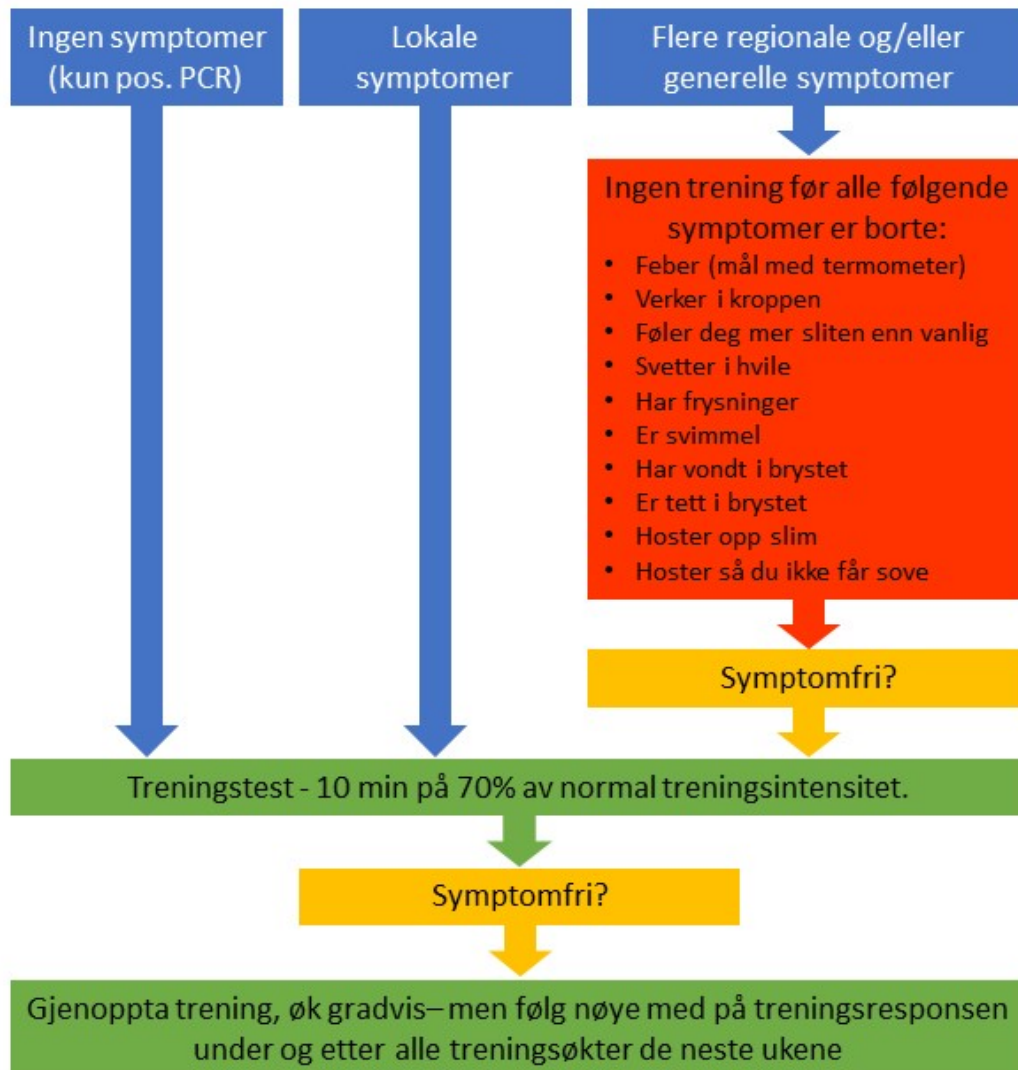 Ingen symptomer
(kun pos. PCR)
Lokale
symptomer
Flere regionale og/eller
generelle symptomer
Ingen trening før alle følgende
symptomer er borte:
• Feber (mål med termometer)
• Verker i kroppen
• Føler deg mer sliten enn vanlig
• Svetter i hvile
• Har frysninger
• Er svimmel
• Har vondt i brystet
• Er tett i brystet
• Hoster opp slim
• Hoster så du ikke får sove
Symptomfri?
Treningstest - 10 min på 70% av normal treningsintensitet.
Symptomfri?
Gjenoppta trening, øk gradvis– men følg nøye med på treningsresponsen
under og etter alle treningsøkter de neste ukene